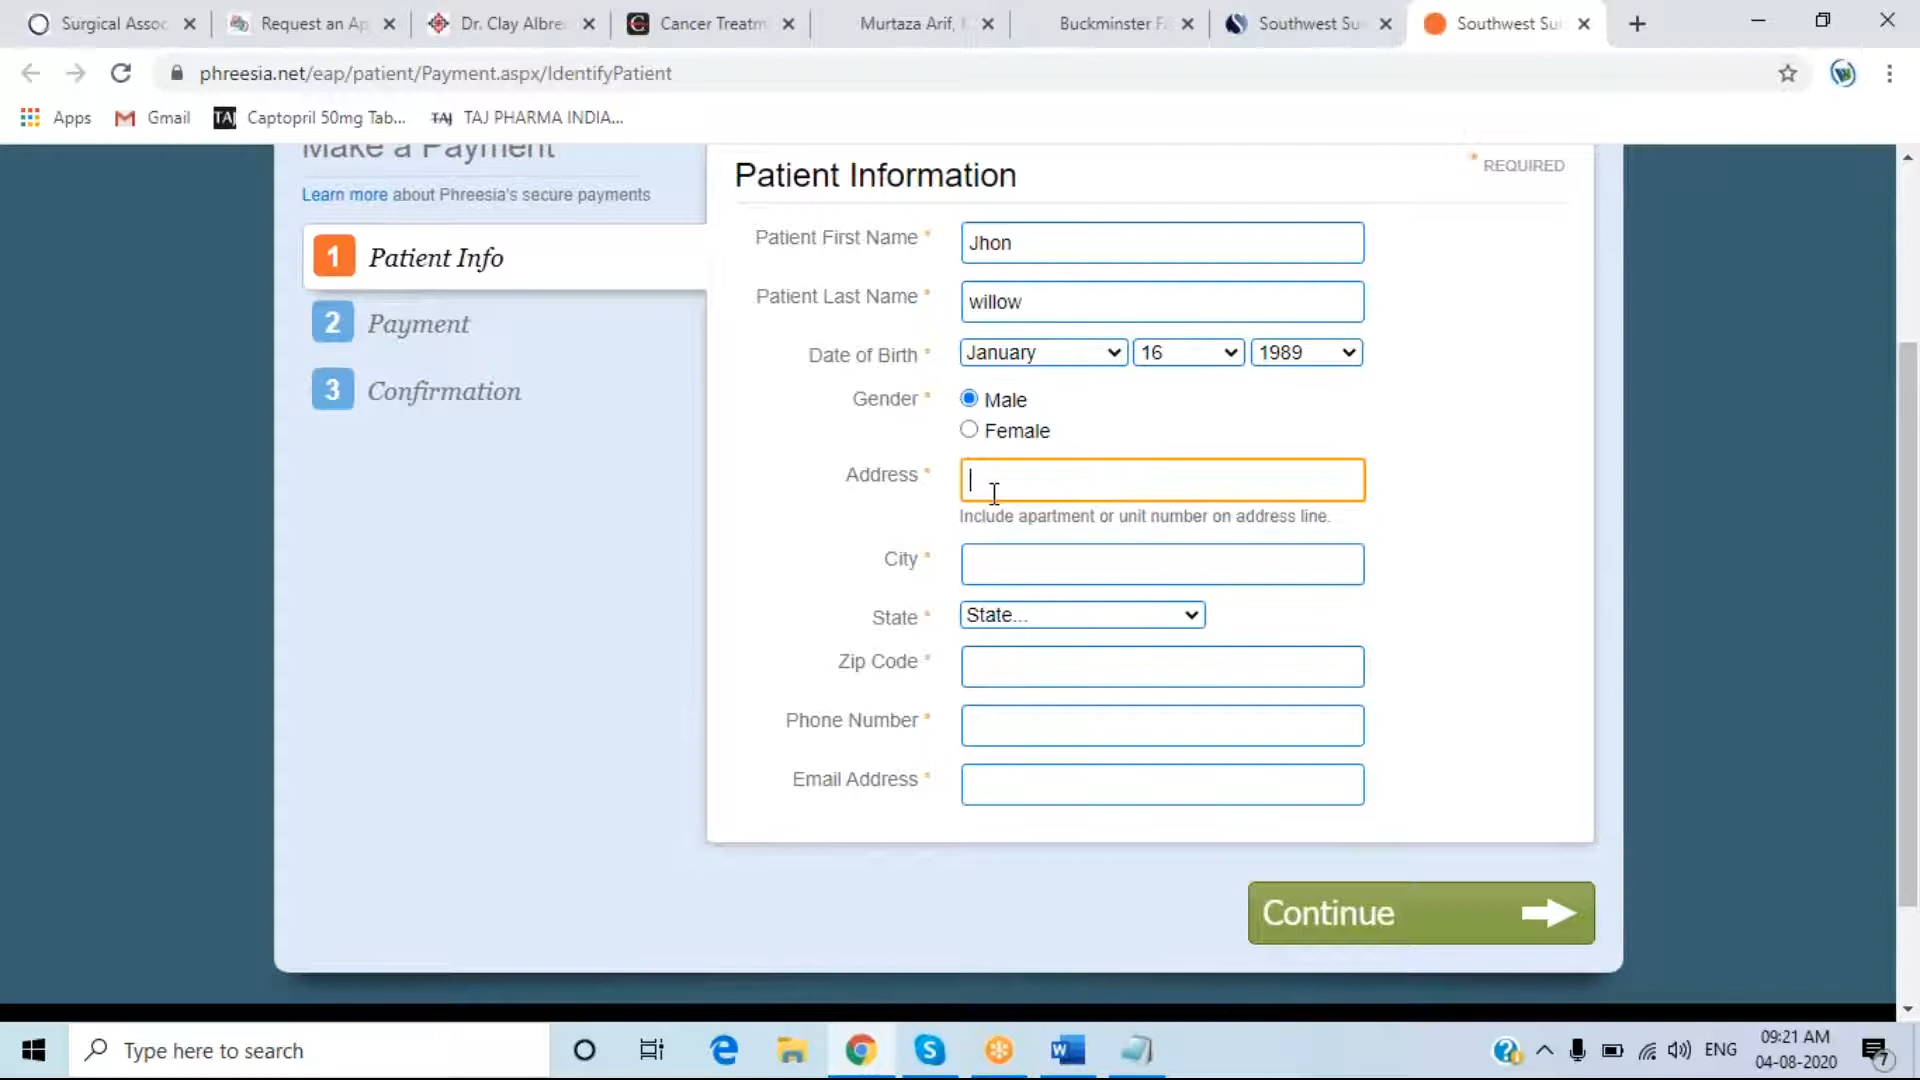 Surgical Assoc
Request an Ap
Dr. Clay Albre
Cancer Treatm
Murtaza Arif,
Buckminster F
Southwest Su
Southwest Su
phreesia.net/eap/patient/Payment.aspx/IdentifyPatient
Apps
Gmail
TAJ
Captopril 50mg Tab...
TAJ
TAJ PHARMA INDIA...
Make a Payment
Learn more about Phreesia's secure payments
1 Patient Info
2 Payment
3 Confirmation
Patient Information
* REQUIRED
Patient First Name *
Jhon
Patient Last Name *
willow
Date of Birth *
January 16 1989
Gender *
Male
Female
Address *
Include apartment or unit number on address line.
City *
State *
State...
Zip Code *
Phone Number *
Email Address *
Continue
Type here to search
ENG
09:21 AM
04-08-2020
7